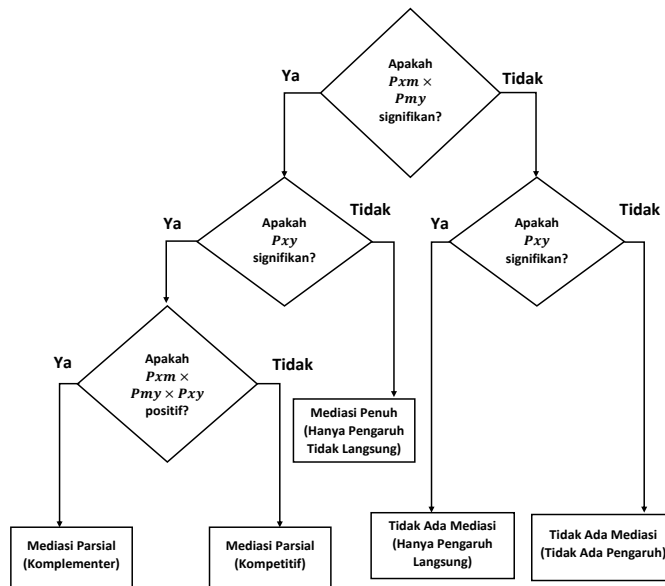 Apakah
Pxm ×
Pmy
signifikan?
Ya
Tidak
Apakah
Pxy
signifikan?
Ya
Tidak
Apakah
Pxy
signifikan?
Ya
Tidak
Apakah
Pxm ×
Pmy × Pxy
positif?
Ya
Tidak
Mediasi Penuh
(Hanya Pengaruh
Tidak Langsung)
Mediasi Parsial
(Komplementer)
Mediasi Parsial
(Kompetitif)
Tidak Ada Mediasi
(Hanya Pengaruh
Langsung)
Tidak Ada Mediasi
(Tidak Ada Pengaruh)